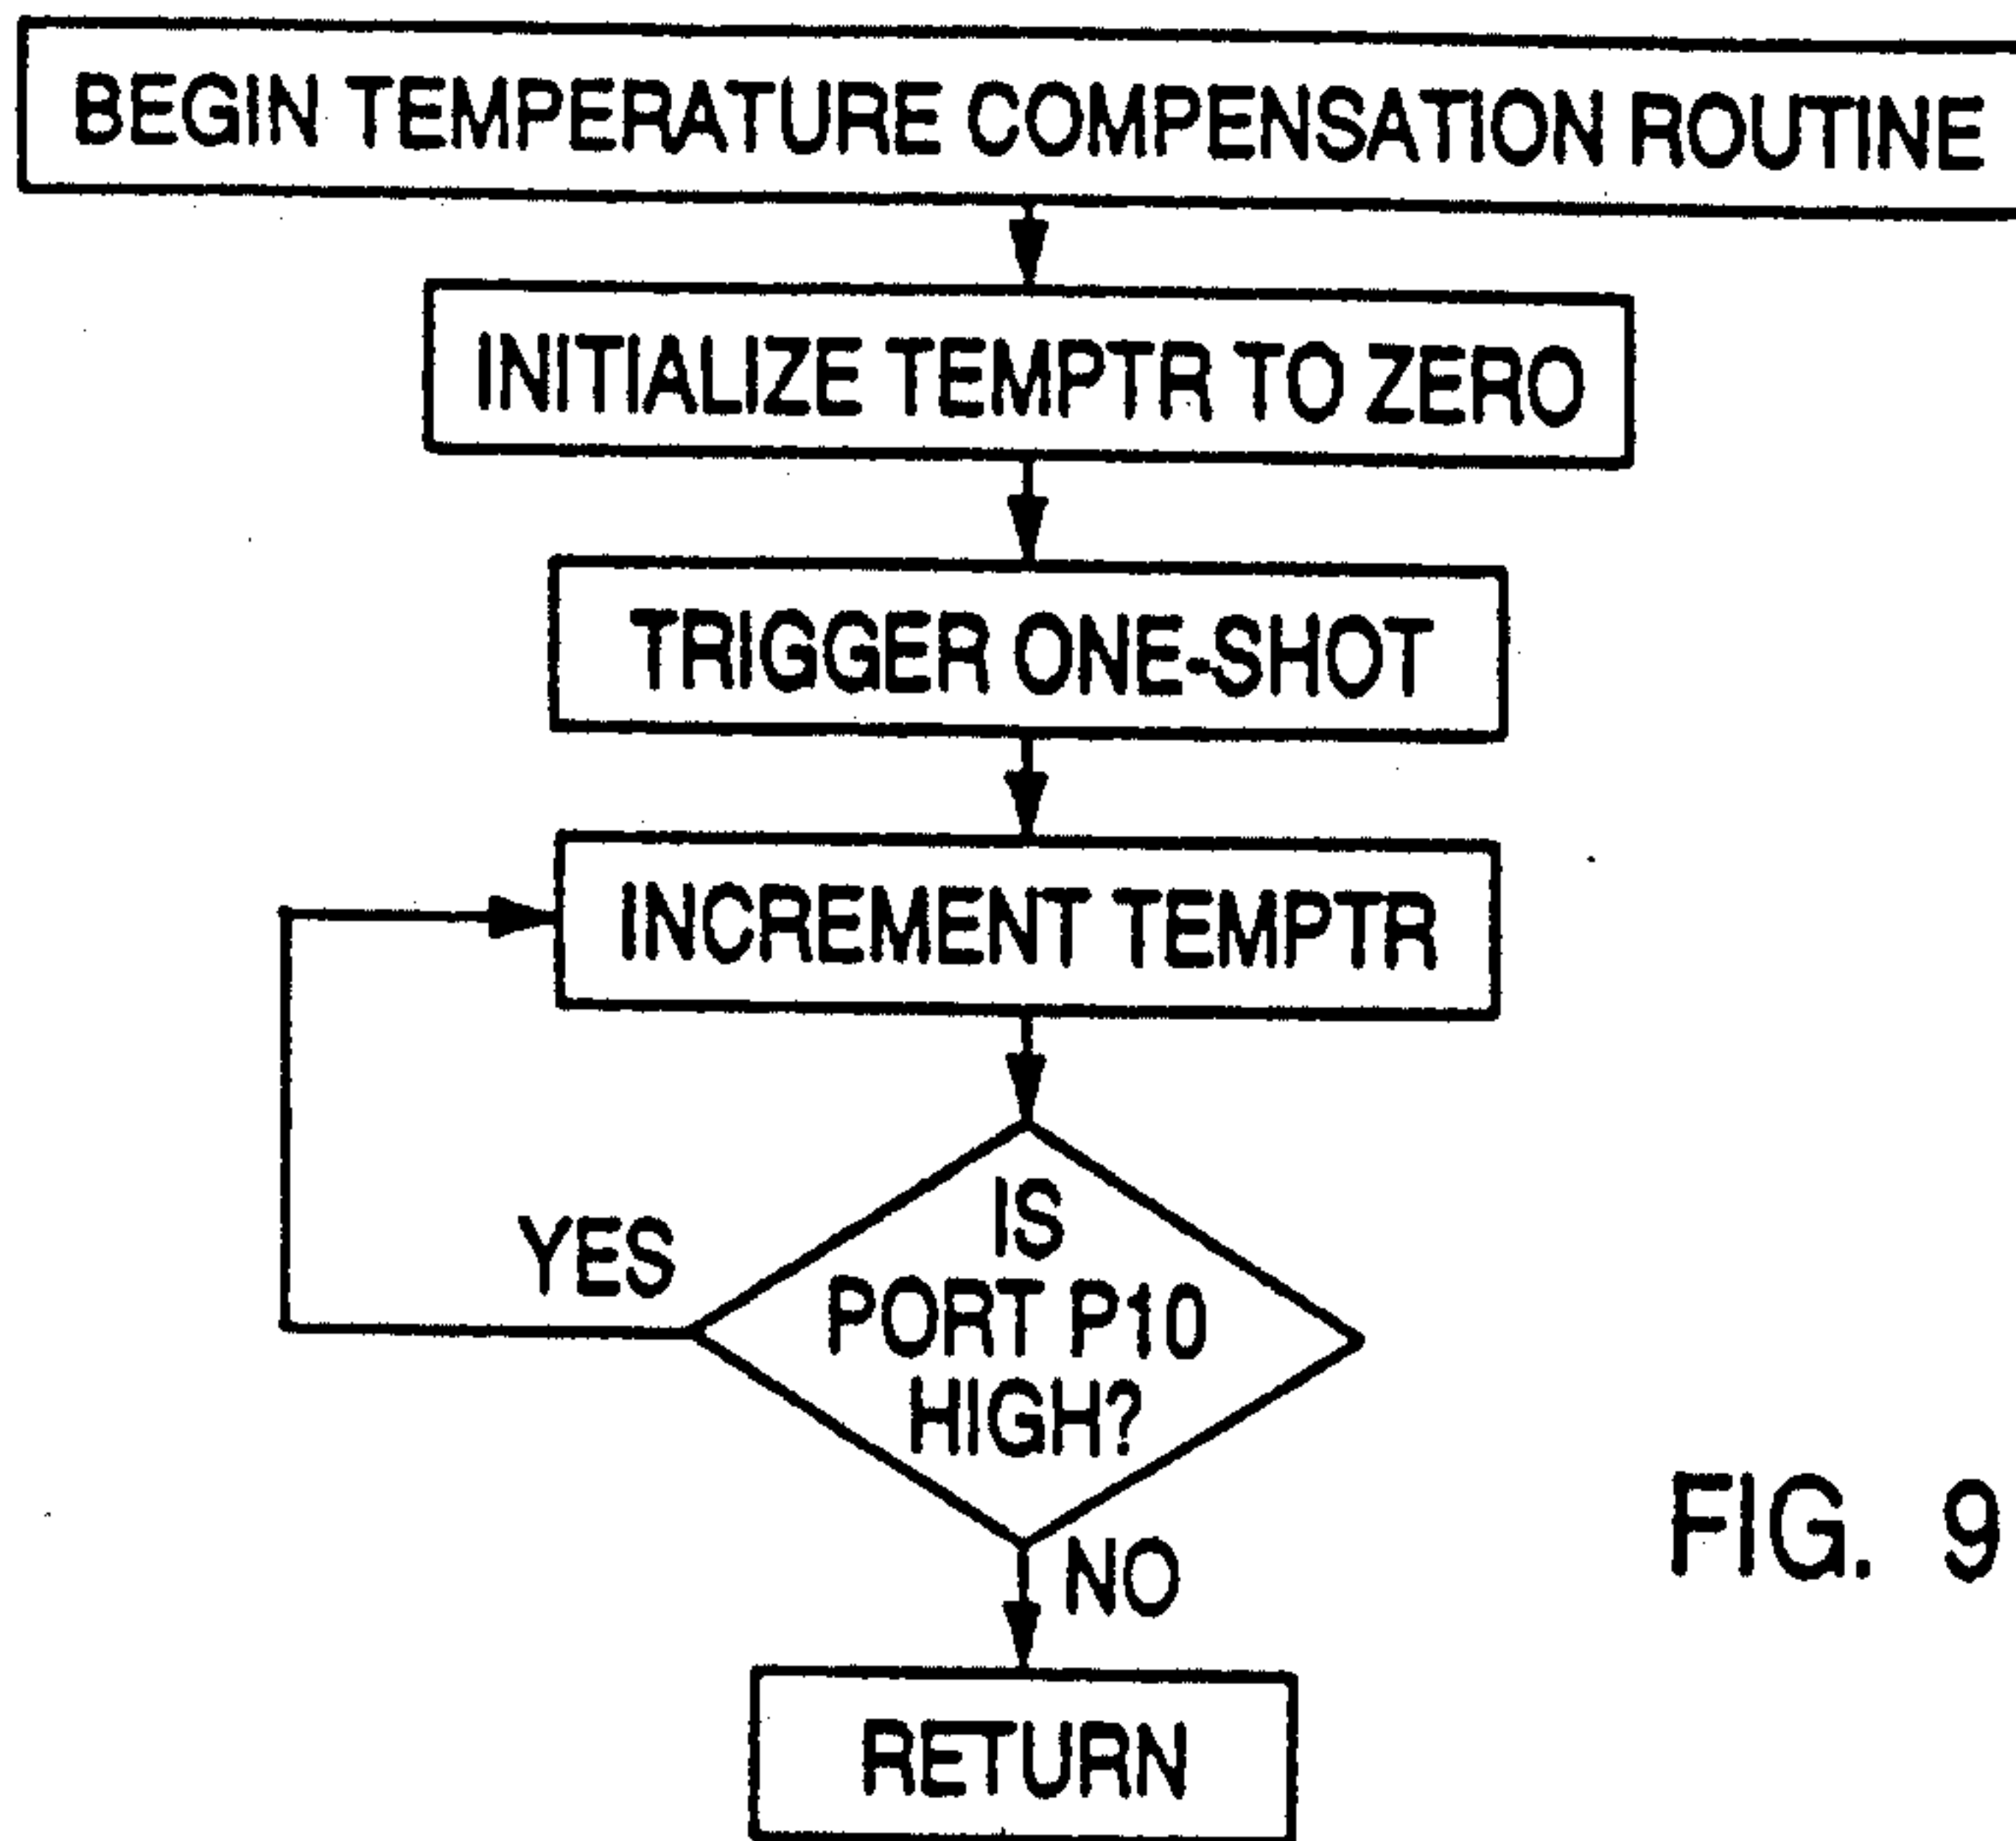 BEGIN TEMPERATURE COMPENSATION ROUTINE
INITIALIZE TEMPTR TO ZERO
TRIGGER ONE-SHOT
INCREMENT TEMPTR
IS
PORT P10
HIGH?
YES
NO
RETURN
FIG. 9